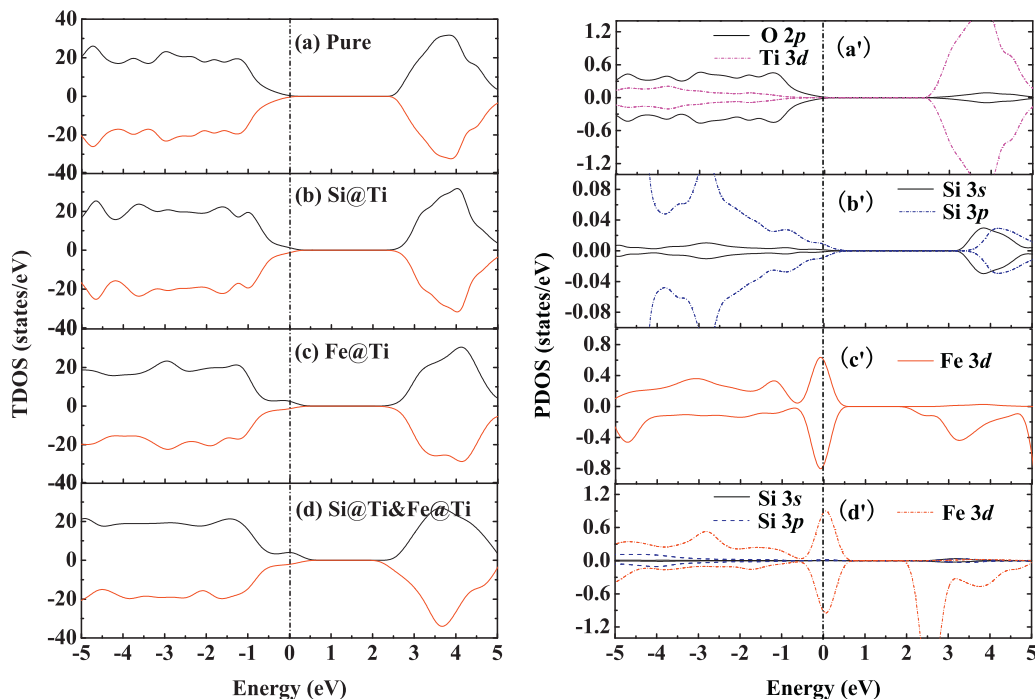 TDOS (states/eV)
40
20
0
-20
-40
(a) Pure
20
0
-20
-40
(b) Si@Ti
20
0
-20
-40
(c) Fe@Ti
20
0
-20
-40
(d) Si@Ti&Fe@Ti
-5 -4 -3 -2 -1 0 1 2 3 4 5
Energy (eV)
PDOS (states/eV)
1.2
0.6
0.0
-0.6
-1.2
O 2p
Ti 3d
(a')
0.08
0.04
0.00
-0.04
-0.08
(b')
Si 3s
Si 3p
0.8
0.4
0.0
-0.4
-0.8
(c')
Fe 3d
1.2
0.6
0.0
-0.6
-1.2
Si 3s
Si 3p
(d')
Fe 3d
-5 -4 -3 -2 -1 0 1 2 3 4 5
Energy (eV)